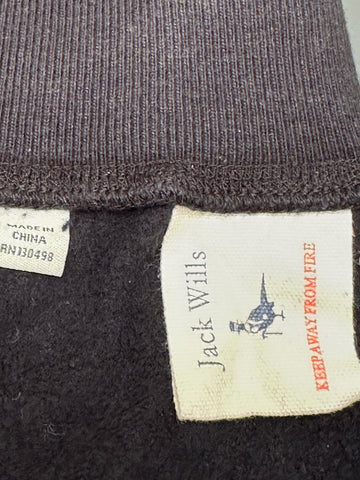 MADE IN
CHINA
RN130498
Jack Wills
KEEP AWAY FROM FIRE